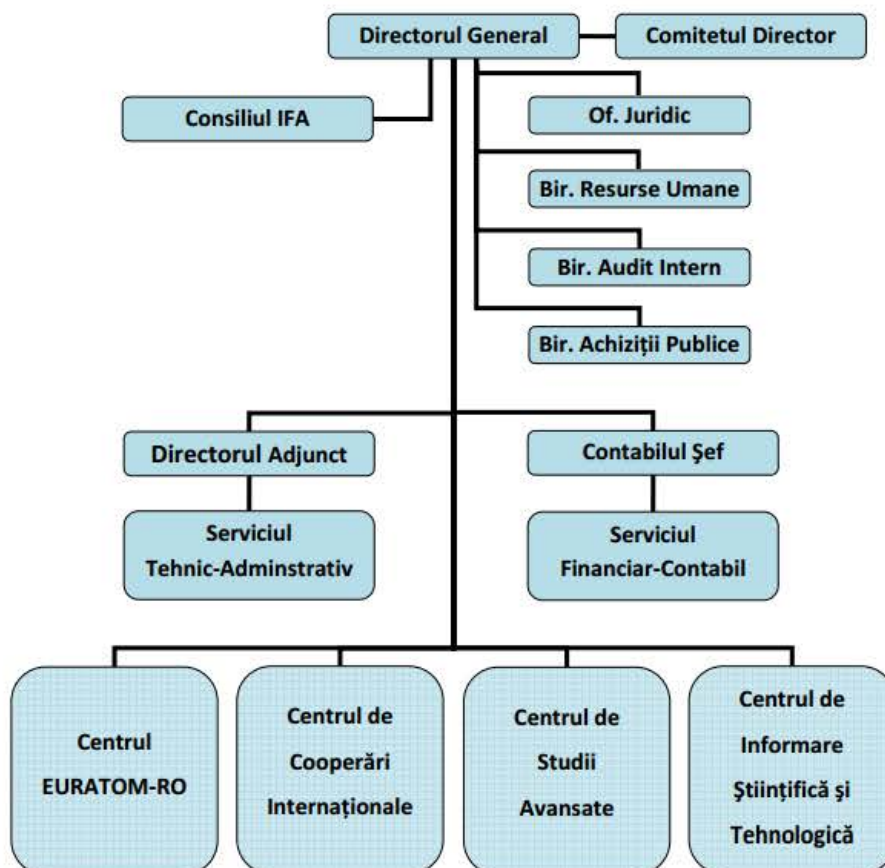 Directorul General
Comitetul Director
Consiliul IFA
Of. Juridic
Bir. Resurse Umane
Bir. Audit Intern
Bir. Achiziții Publice
Directorul Adjunct
Contabilul Şef
Serviciul
Tehnic-Adminstrativ
Serviciul
Financiar-Contabil
Centrul
EURATOM-RO
Centrul de
Cooperări
Internaționale
Centrul de
Studii
Avansate
Centrul de
Informare
Ştiințifică şi
Tehnologică